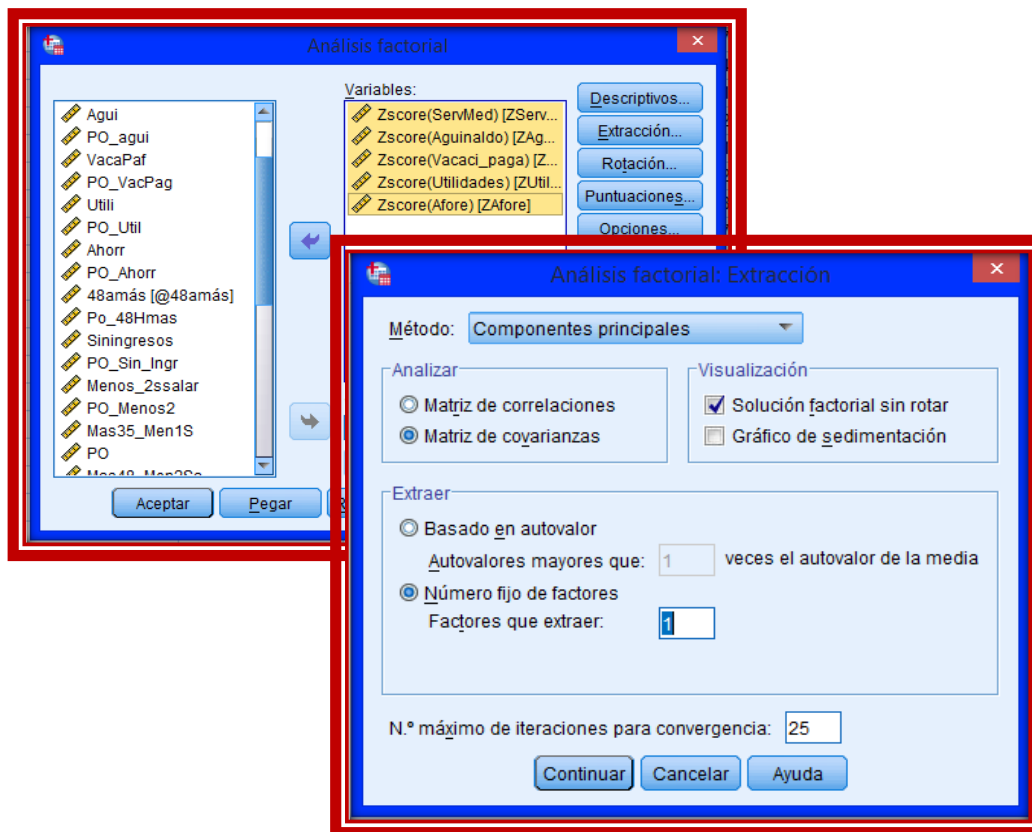 Análisis factorial
Agui
PO_agui
VacaPaf
PO_VacPag
Utili
PO_Util
Ahorr
PO_Ahorr
48amás [@48amás]
Po_48Hmas
Siningresos
PO_Sin_Ingr
Menos_2ssalar
PO_Menos2
Mas35_Men1S
PO
Variables:
Zscore(ServMed) [ZServ...
Zscore(Aguinaldo) [ZAg...
Zscore(Vacaci_paga) [Z...
Zscore(Utilidades) [ZUtil...
Zscore(Afore) [ZAfore]
Descriptivos...
Extracción...
Rotación...
Puntuaciones...
Opciones...
Aceptar
Pegar
Análisis factorial: Extracción
Método: Componentes principales
Analizar
Matriz de correlaciones
Matriz de covarianzas
Visualización
Solución factorial sin rotar
Gráfico de sedimentación
Extraer
Basado en autovalor
Autovalores mayores que: 1 veces el autovalor de la media
Número fijo de factores
Factores que extraer: 1
N.º máximo de iteraciones para convergencia: 25
Continuar Cancelar Ayuda